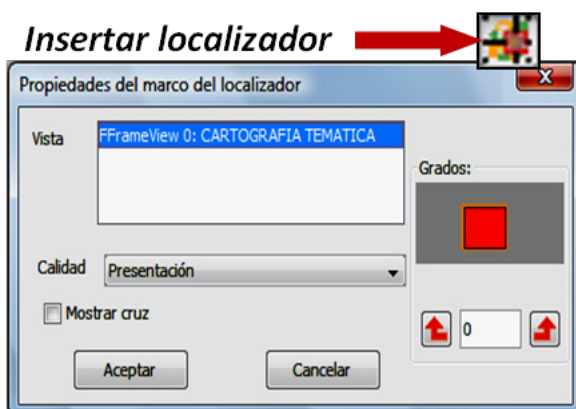 Insertar localizador
Propiedades del marco del localizador
x
Vista
FFrameView 0: CARTOGRAFIA TEMATICA
Grados:
Calidad
Presentación
Mostrar cruz
0
Aceptar
Cancelar